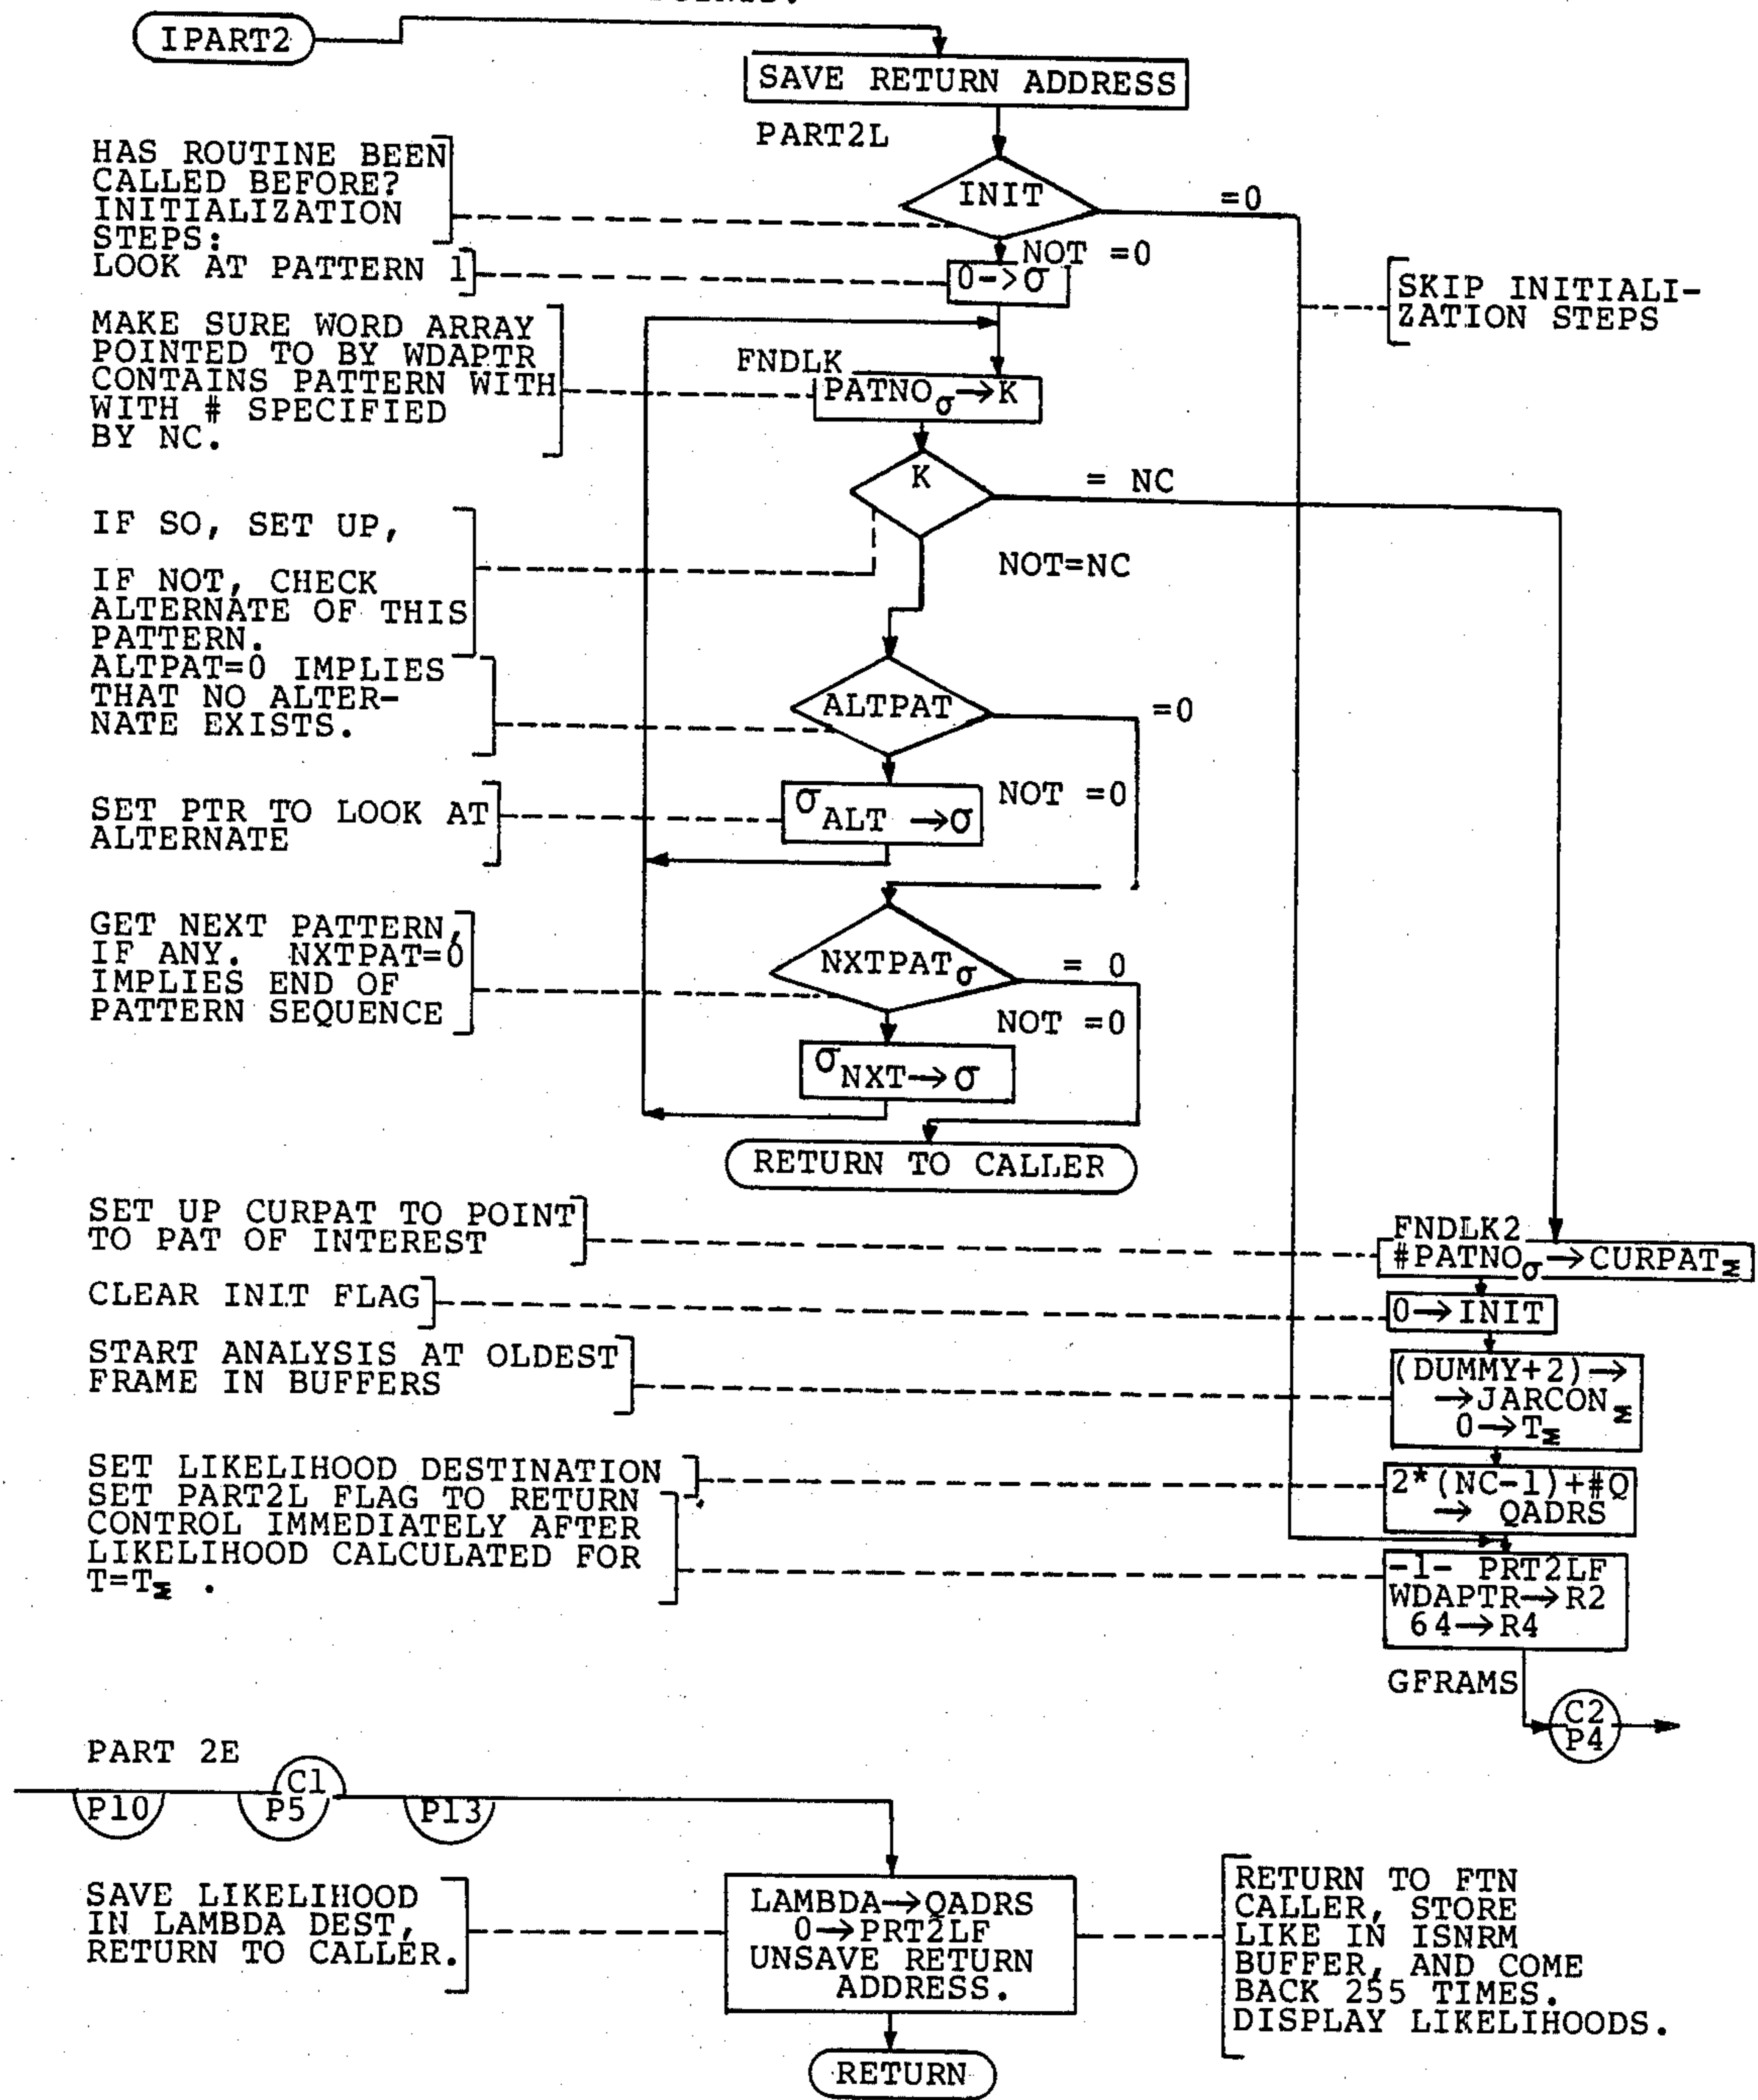 IPART2
SAVE RETURN ADDRESS
PART2L
HAS ROUTINE BEEN
CALLED BEFORE?
INITIALIZATION
STEPS:
INIT
=0
NOT =0
LOOK AT PATTERN 1
0->σ
SKIP INITIALI-
ZATION STEPS
MAKE SURE WORD ARRAY
POINTED TO BY WDAPTR
CONTAINS PATTERN WITH
WITH # SPECIFIED
BY NC.
FNDLK
PATNOσ→K
K
= NC
NOT=NC
IF SO, SET UP,
IF NOT, CHECK
ALTERNATE OF THIS
PATTERN.
ALTPAT=0 IMPLIES
THAT NO ALTER-
NATE EXISTS.
ALTPAT
=0
NOT =0
SET PTR TO LOOK AT
ALTERNATE
σALT →σ
GET NEXT PATTERN,
IF ANY. NXTPAT=0
IMPLIES END OF
PATTERN SEQUENCE
NXTPATσ
= 0
NOT =0
σNXT→σ
RETURN TO CALLER
SET UP CURPAT TO POINT
TO PAT OF INTEREST
FNDLK2
#PATNOσ→CURPATΣ
CLEAR INIT FLAG
0→INIT
START ANALYSIS AT OLDEST
FRAME IN BUFFERS
(DUMMY+2)→
→JARCONΣ
0→TΣ
SET LIKELIHOOD DESTINATION
2*(NC-1)+#Q
→ QADRS
SET PART2L FLAG TO RETURN
CONTROL IMMEDIATELY AFTER
LIKELIHOOD CALCULATED FOR
T=TΣ .
-1- PRT2LF
WDAPTR→R2
64→R4
GFRAMS
C2
P4
PART 2E
P10
C1
P5
P13
SAVE LIKELIHOOD
IN LAMBDA DEST,
RETURN TO CALLER.
LAMBDA→QADRS
0→PRT2LF
UNSAVE RETURN
ADDRESS.
RETURN TO FTN
CALLER, STORE
LIKE IN ISNRM
BUFFER, AND COME
BACK 255 TIMES.
DISPLAY LIKELIHOODS.
RETURN